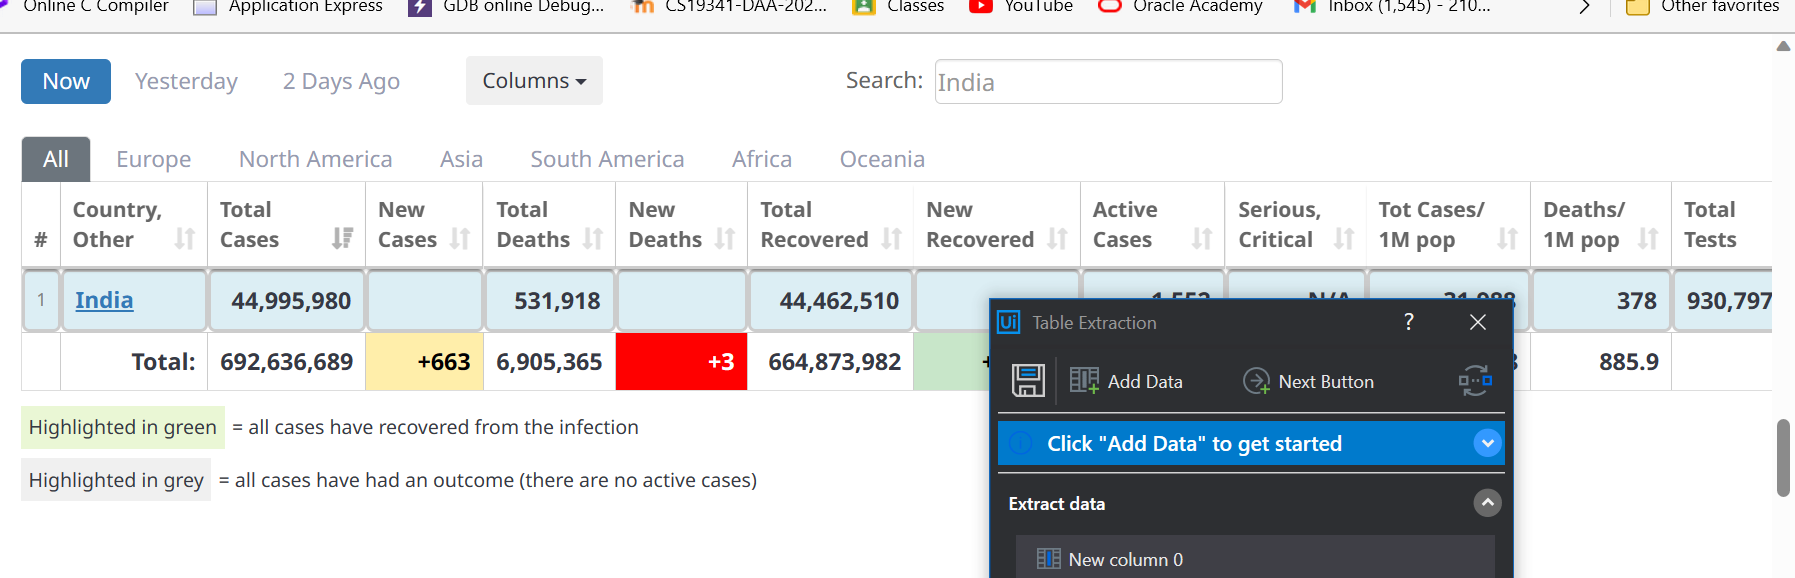 Online C Compiler Application Express GDB online Debug... CS19341-DAA-202... Classes YouTube Oracle Academy Inbox (1,545) - 210... Other favorites
Now Yesterday 2 Days Ago Columns Search: India
All Europe North America Asia South America Africa Oceania
# Country, Other Total Cases New Cases Total Deaths New Deaths Total Recovered New Recovered Active Cases Serious, Critical Tot Cases/ 1M pop Deaths/ 1M pop Total Tests
1 India 44,995,980 531,918 44,462,510 1,552 N/A 31,988 378 930,797
Total: 692,636,689 +663 6,905,365 +3 664,873,982 + 885.9
Highlighted in green = all cases have recovered from the infection
Highlighted in grey = all cases have had an outcome (there are no active cases)
Ui Table Extraction ?
Add Data Next Button
Click "Add Data" to get started
Extract data
New column 0